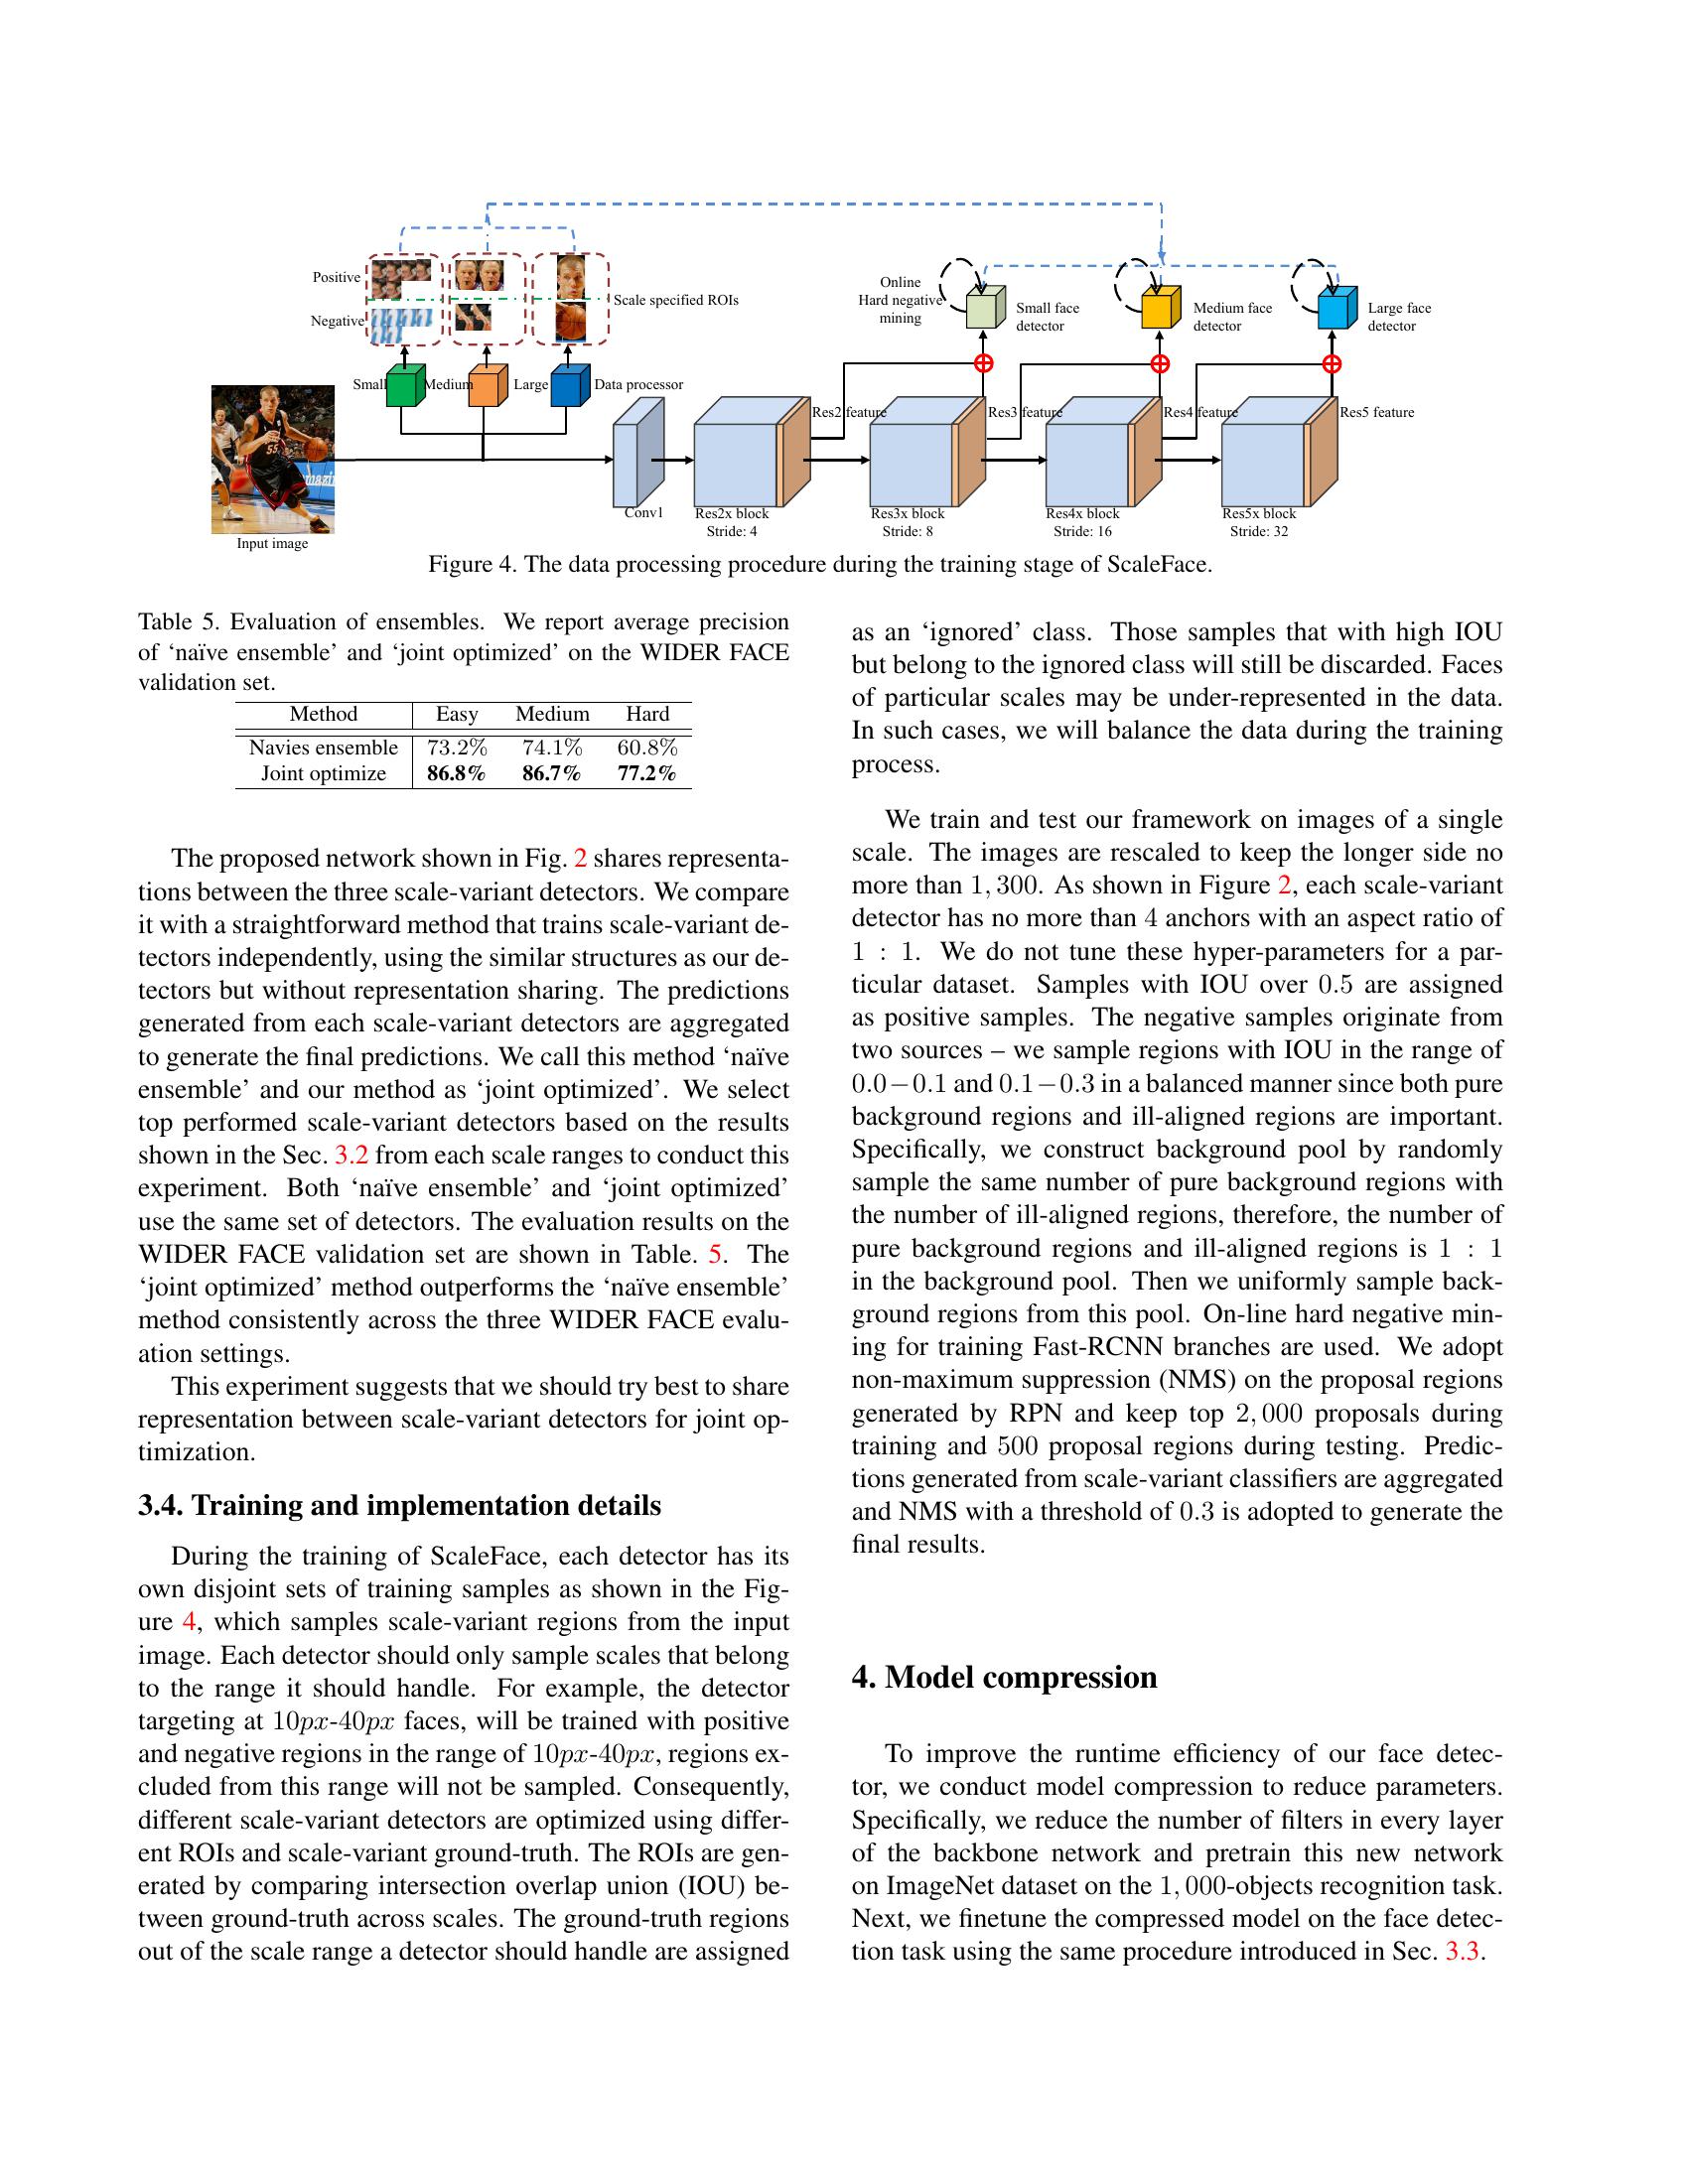 Positive
Negative
Scale specified ROIs
Small
Medium
Large
Data processor
Online
Hard negative
mining
Small face
detector
Medium face
detector
Large face
detector
Res2 feature
Res3 feature
Res4 feature
Res5 feature
Input image
Conv1
Res2x block
Stride: 4
Res3x block
Stride: 8
Res4x block
Stride: 16
Res5x block
Stride: 32
Figure 4. The data processing procedure during the training stage of ScaleFace.
Table 5. Evaluation of ensembles. We report average precision
of ‘naïve ensemble’ and ‘joint optimized’ on the WIDER FACE
validation set.
Method Easy Medium Hard
Navies ensemble 73.2% 74.1% 60.8%
Joint optimize 86.8% 86.7% 77.2%
The proposed network shown in Fig. 2 shares representa-
tions between the three scale-variant detectors. We compare
it with a straightforward method that trains scale-variant de-
tectors independently, using the similar structures as our de-
tectors but without representation sharing. The predictions
generated from each scale-variant detectors are aggregated
to generate the final predictions. We call this method ‘naïve
ensemble’ and our method as ‘joint optimized’. We select
top performed scale-variant detectors based on the results
shown in the Sec. 3.2 from each scale ranges to conduct this
experiment. Both ‘naïve ensemble’ and ‘joint optimized’
use the same set of detectors. The evaluation results on the
WIDER FACE validation set are shown in Table. 5. The
‘joint optimized’ method outperforms the ‘naïve ensemble’
method consistently across the three WIDER FACE evalu-
ation settings.
This experiment suggests that we should try best to share
representation between scale-variant detectors for joint op-
timization.
3.4. Training and implementation details
During the training of ScaleFace, each detector has its
own disjoint sets of training samples as shown in the Fig-
ure 4, which samples scale-variant regions from the input
image. Each detector should only sample scales that belong
to the range it should handle. For example, the detector
targeting at 10px-40px faces, will be trained with positive
and negative regions in the range of 10px-40px, regions ex-
cluded from this range will not be sampled. Consequently,
different scale-variant detectors are optimized using differ-
ent ROIs and scale-variant ground-truth. The ROIs are gen-
erated by comparing intersection overlap union (IOU) be-
tween ground-truth across scales. The ground-truth regions
out of the scale range a detector should handle are assigned
as an ‘ignored’ class. Those samples that with high IOU
but belong to the ignored class will still be discarded. Faces
of particular scales may be under-represented in the data.
In such cases, we will balance the data during the training
process.
We train and test our framework on images of a single
scale. The images are rescaled to keep the longer side no
more than 1, 300. As shown in Figure 2, each scale-variant
detector has no more than 4 anchors with an aspect ratio of
1 : 1. We do not tune these hyper-parameters for a par-
ticular dataset. Samples with IOU over 0.5 are assigned
as positive samples. The negative samples originate from
two sources – we sample regions with IOU in the range of
0.0−0.1 and 0.1−0.3 in a balanced manner since both pure
background regions and ill-aligned regions are important.
Specifically, we construct background pool by randomly
sample the same number of pure background regions with
the number of ill-aligned regions, therefore, the number of
pure background regions and ill-aligned regions is 1 : 1
in the background pool. Then we uniformly sample back-
ground regions from this pool. On-line hard negative min-
ing for training Fast-RCNN branches are used. We adopt
non-maximum suppression (NMS) on the proposal regions
generated by RPN and keep top 2, 000 proposals during
training and 500 proposal regions during testing. Predic-
tions generated from scale-variant classifiers are aggregated
and NMS with a threshold of 0.3 is adopted to generate the
final results.
4. Model compression
To improve the runtime efficiency of our face detec-
tor, we conduct model compression to reduce parameters.
Specifically, we reduce the number of filters in every layer
of the backbone network and pretrain this new network
on ImageNet dataset on the 1, 000-objects recognition task.
Next, we finetune the compressed model on the face detec-
tion task using the same procedure introduced in Sec. 3.3.